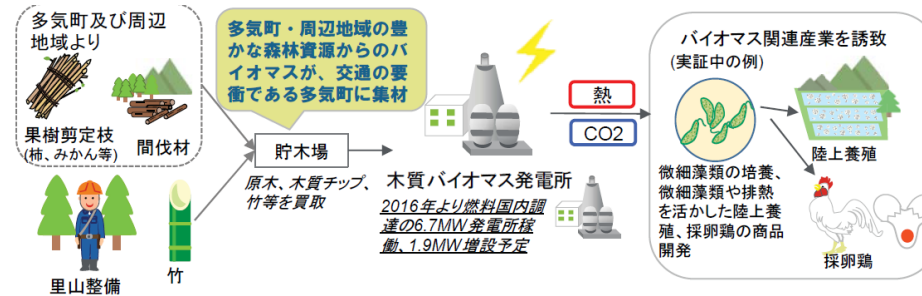 多気町及び周辺
地域より
果樹剪定枝
(柿、みかん等)
間伐材
里山整備
竹
多気町・周辺地域の豊
かな森林資源からのバ
イオマスが、交通の要
衝である多気町に集材
貯木場
原木、木質チップ、
竹等を買取
木質バイオマス発電所
2016年より燃料国内調
達の6.7MW発電所稼
働、1.9MW増設予定
熱
CO2
バイオマス関連産業を誘致
(実証中の例)
微細藻類の培養、
微細藻類や排熱
を活かした陸上養
殖、採卵鶏の商品
開発
陸上養殖
採卵鶏